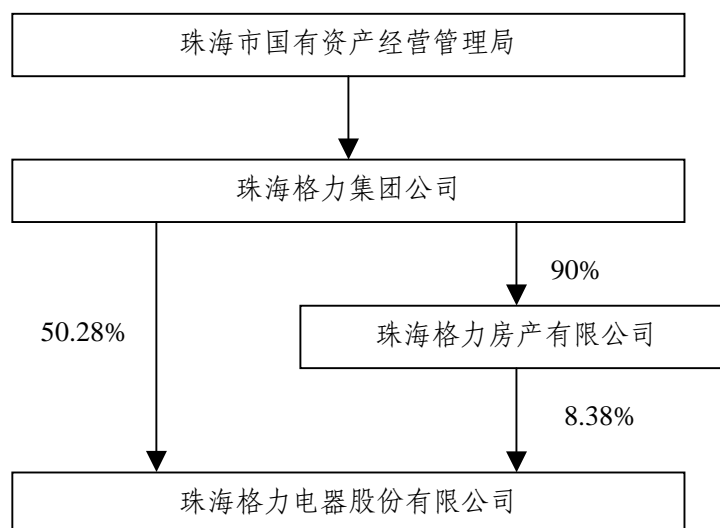 珠海市国有资产经营管理局
珠海格力集团公司
90%
50.28%
珠海格力房产有限公司
8.38%
珠海格力电器股份有限公司